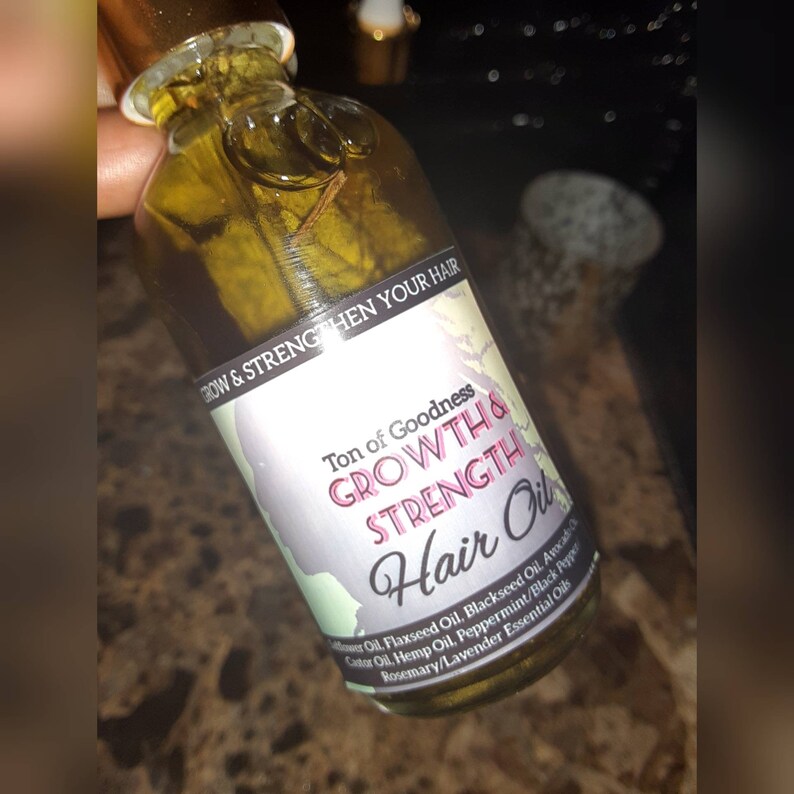 GROW & STRENGTHEN YOUR HAIR
Ton of Goodness
GROWTH &
STRENGTH
Hair Oil
Oil, Flaxseed Oil, Blackseed Oil, Avocado Oil,
Castor Oil, Hemp Oil, Peppermint/Black Pepper/
Rosemary/Lavender Essential Oils